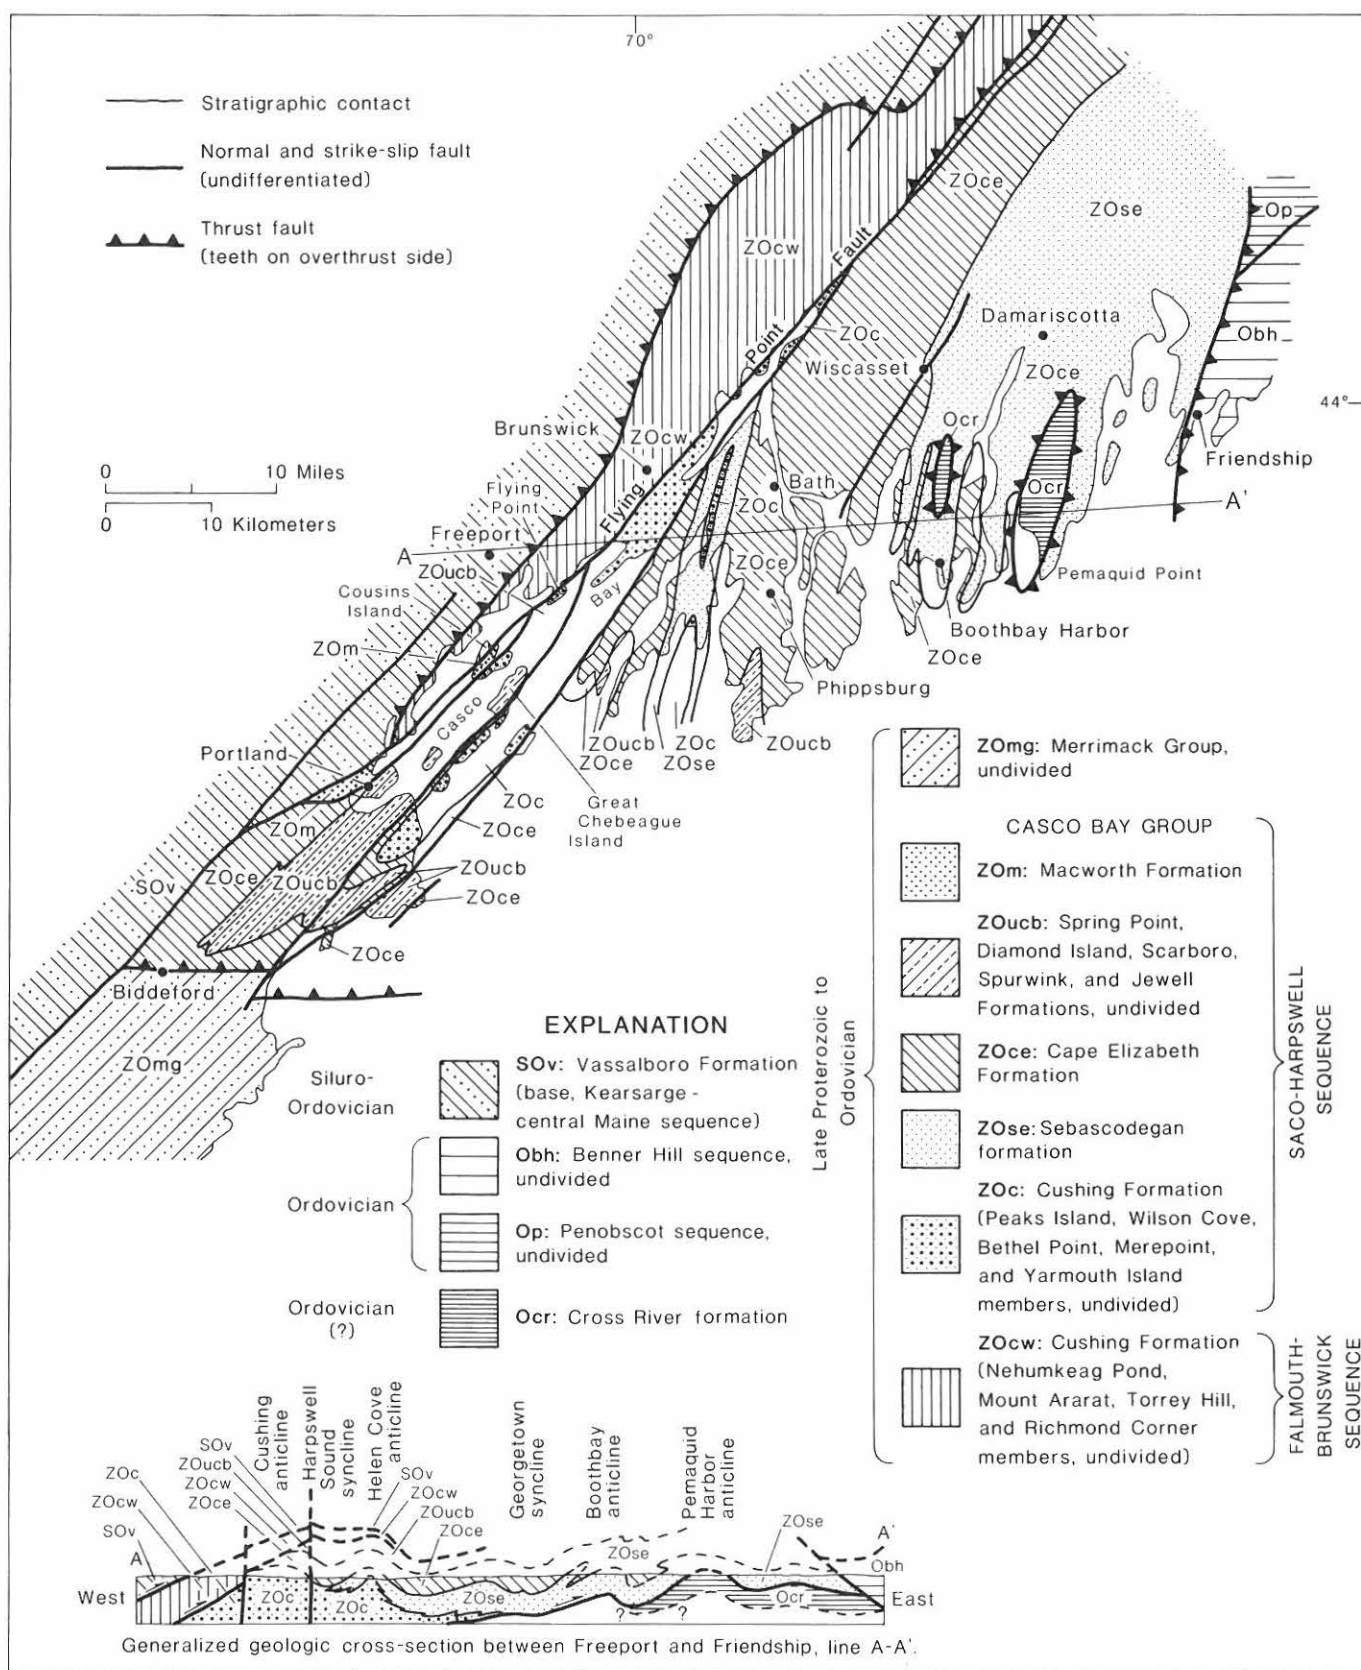 70°
Stratigraphic contact
Normal and strike-slip fault
(undifferentiated)
Thrust fault
(teeth on overthrust side)
ZOce
ZOse
Op
ZOcw
Fault
Point
Flying
ZOc
Damariscotta
Obh
Wiscasset
ZOce
44°
Brunswick
ZOcw
Ocr
Friendship
0 10 Miles
0 10 Kilometers
Flying
Point
Bath
ZOc
Ocr
A'
Freeport
A
ZOucb
ZOce
Bay
Pemaquid Point
Cousins
Island
Boothbay Harbor
ZOce
ZOm
Phippsburg
Casco
ZOucb
ZOce
ZOc
ZOse
ZOucb
Portland
ZOc
ZOce
Great
Chebeague
Island
ZOm
ZOucb
ZOce
SOv
ZOce
ZOucb
ZOce
Biddeford
ZOmg
EXPLANATION
Siluro-
Ordovician
SOv: Vassalboro Formation
(base, Kearsarge-
central Maine sequence)
Ordovician
Obh: Benner Hill sequence,
undivided
Op: Penobscot sequence,
undivided
Ordovician
(?)
Ocr: Cross River formation
Late Proterozoic to
Ordovician
ZOmg: Merrimack Group,
undivided
CASCO BAY GROUP
ZOm: Macworth Formation
ZOucb: Spring Point,
Diamond Island, Scarboro,
Spurwink, and Jewell
Formations, undivided
ZOce: Cape Elizabeth
Formation
ZOse: Sebascodegan
formation
ZOc: Cushing Formation
(Peaks Island, Wilson Cove,
Bethel Point, Merepoint,
and Yarmouth Island
members, undivided)
SACO-HARPSWELL
SEQUENCE
ZOcw: Cushing Formation
(Nehumkeag Pond,
Mount Ararat, Torrey Hill,
and Richmond Corner
members, undivided)
FALMOUTH-
BRUNSWICK
SEQUENCE
Cushing
anticline
Harpswell
Sound
syncline
Helen Cove
anticline
Georgetown
syncline
Boothbay
anticline
Pemaquid
Harbor
anticline
SOv
ZOucb
ZOcw
ZOce
ZOc
ZOcw
SOv
A
SOv
ZOcw
ZOucb
ZOce
ZOse
ZOse
A'
Obh
West
ZOc
ZOc
ZOse
?
?
Ocr
East
Generalized geologic cross-section between Freeport and Friendship, line A-A'.